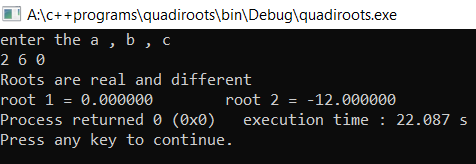 A:\c++programs\quadiroots\bin\Debug\quadiroots.exe
enter the a , b , c
2 6 0
Roots are real and different
root 1 = 0.000000 root 2 = -12.000000
Process returned 0 (0x0) execution time : 22.087 s
Press any key to continue.